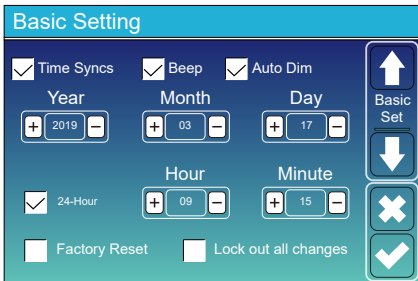 Basic Setting
Time Syncs Beep Auto Dim
Year Month Day
+ 2019 − + 03 − + 17 −
Basic
Set
Hour Minute
24-Hour + 09 − + 15 −
Factory Reset Lock out all changes